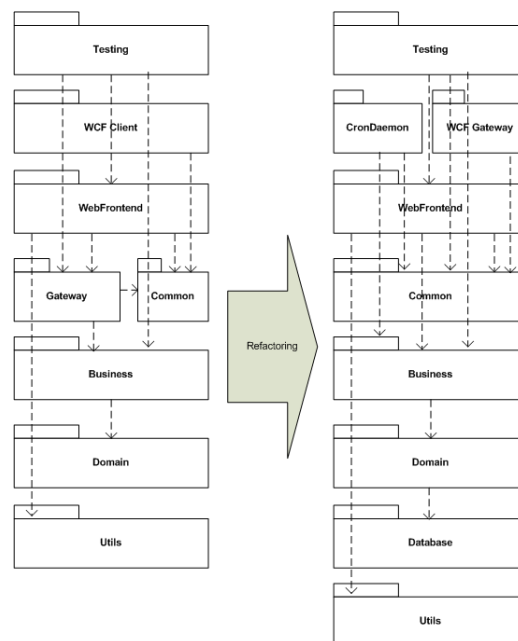 Testing
WCF Client
WebFrontend
Gateway
Common
Business
Domain
Utils
Refactoring
Testing
CronDaemon
WCF Gateway
WebFrontend
Common
Business
Domain
Database
Utils